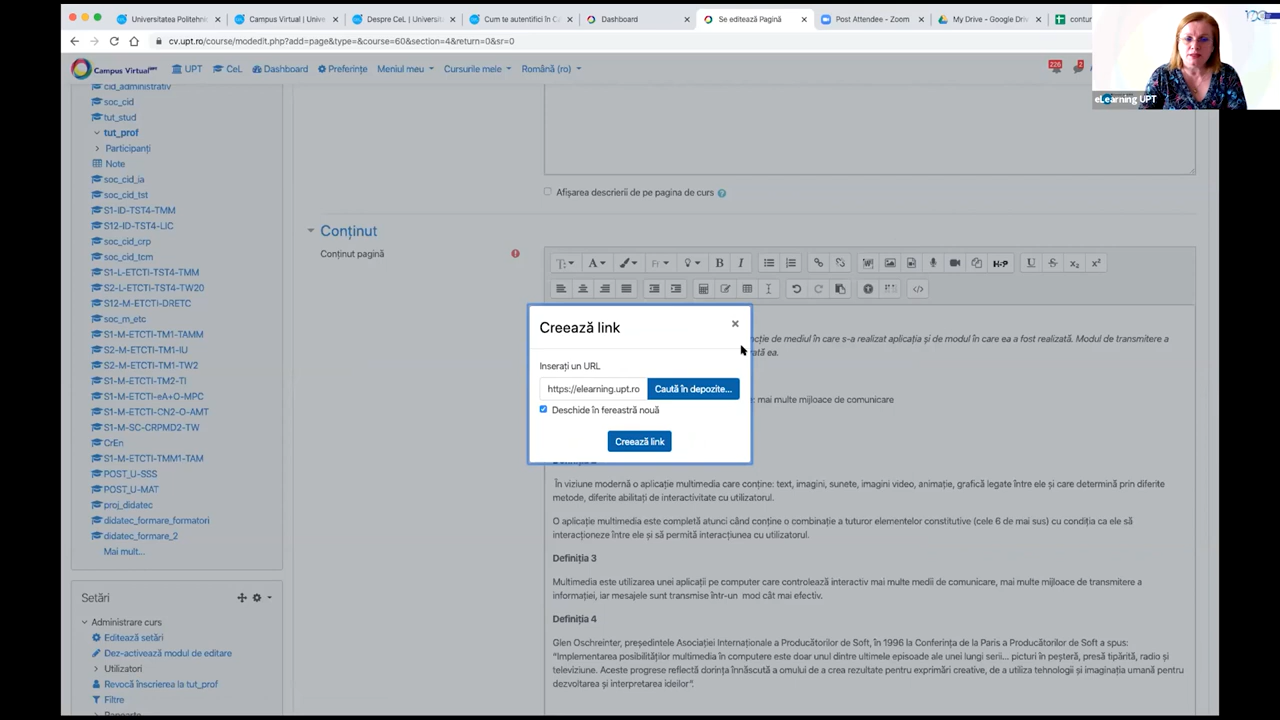 Universitatea Politehnic
Campus Virtual | Unive
Despre CeL | Universita
Cum te autentifici în Ca
Dashboard
Se editează Pagină
Post Attendee - Zoom
My Drive - Google Driv
contur
cv.upt.ro/course/modedit.php?add=page&type=&course=60&section=4&return=0&sr=0
Campus Virtual UPT
UPT
CeL
Dashboard
Preferințe
Meniul meu
Cursurile mele
Română (ro)
226
2
eLearning UPT
cid_administrativ
soc_cid
tut_stud
tut_prof
Participanți
Note
soc_cid_ia
soc_cid_tst
S1-ID-TST4-TMM
S12-ID-TST4-LIC
soc_cid_crp
soc_cid_tcm
S1-L-ETCTI-TST4-TMM
S2-L-ETCTI-TST4-TW20
S12-M-ETCTI-DRETC
soc_m_etc
S1-M-ETCTI-TM1-TAMM
S2-M-ETCTI-TM1-IU
S2-M-ETCTI-TM1-TW2
S1-M-ETCTI-TM2-TI
S1-M-ETCTI-eA+O-MPC
S1-M-ETCTI-CN2-O-AMT
S1-M-SC-CRPMD2-TW
CrEn
S1-M-ETCTI-TMM1-TAM
POST_U-SSS
POST_U-MAT
proj_didatec
didatec_formare_formatori
didatec_formare_2
Mai mult...
Setări
Administrare curs
Editează setări
Dez-activează modul de editare
Utilizatori
Revocă înscrierea la tut_prof
Filtre
Afișarea descrierii de pe pagina de curs
Conținut
Conținut pagină
H-P
Creează link
Inserați un URL
https://elearning.upt.ro
Caută în depozite...
Deschide în fereastră nouă
Creează link
ncție de mediul în care s-a realizat aplicația și de modul în care ea a fost realizată. Modul de transmitere a
ată ea.
: mai multe mijloace de comunicare
În viziune modernă o aplicație multimedia care conține: text, imagini, sunete, imagini video, animație, grafică legate între ele și care determină prin diferite
metode, diferite abilități de interactivitate cu utilizatorul.
O aplicație multimedia este completă atunci când conține o combinație a tuturor elementelor constitutive (cele 6 de mai sus) cu condiția ca ele să
interacționeze între ele și să permită interacțiunea cu utilizatorul.
Definiția 3
Multimedia este utilizarea unei aplicații pe computer care controlează interactiv mai multe medii de comunicare, mai multe mijloace de transmitere a
informației, iar mesajele sunt transmise într-un mod cât mai efectiv.
Definiția 4
Glen Oschreinter, președintele Asociației Internaționale a Producătorilor de Soft, în 1996 la Conferința de la Paris a Producătorilor de Soft a spus:
"Implementarea posibilităților multimedia în computere este doar unul dintre ultimele episoade ale unei lungi serii... picturi în peșteră, presă tipărită, radio și
televiziune. Aceste progrese reflectă dorința înnăscută a omului de a crea rezultate pentru exprimări creative, de a utiliza tehnologii și imaginația umană pentru
dezvoltarea și interpretarea ideilor".